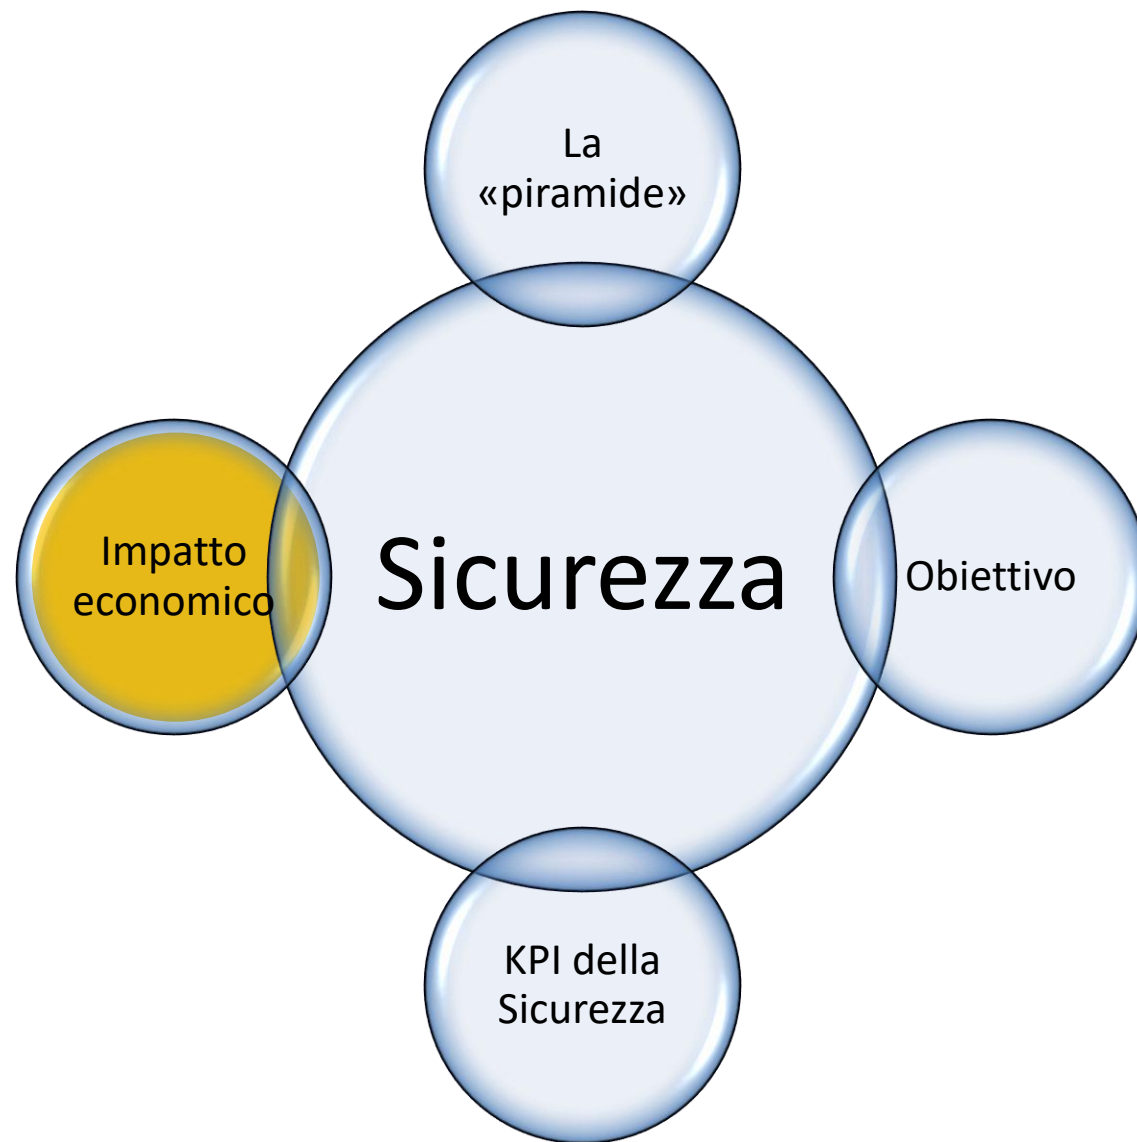 La
«piramide»
Impatto
economico
Sicurezza
Obiettivo
KPI della
Sicurezza